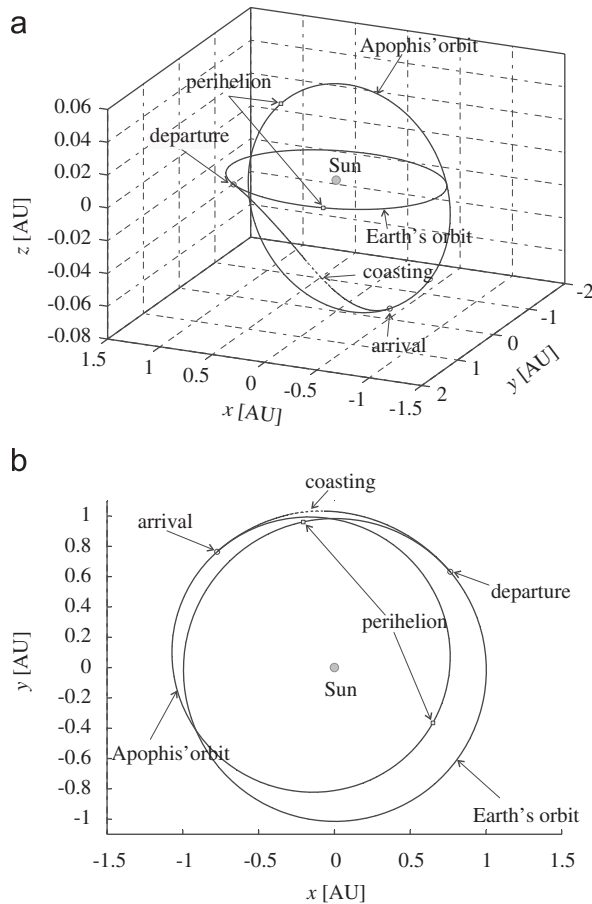 a
Apophis' orbit
perihelion
departure
Sun
Earth's orbit
coasting
arrival
0.06
0.04
0.02
0
-0.02
-0.04
-0.06
-0.08
z [AU]
1.5
1
0.5
0
-0.5
-1
-1.5
x [AU]
2
1
0
-1
-2
y [AU]
b
coasting
arrival
departure
perihelion
Sun
Apophis' orbit
Earth's orbit
1
0.8
0.6
0.4
0.2
0
-0.2
-0.4
-0.6
-0.8
-1
y [AU]
-1.5
-1
-0.5
0
0.5
1
1.5
x [AU]